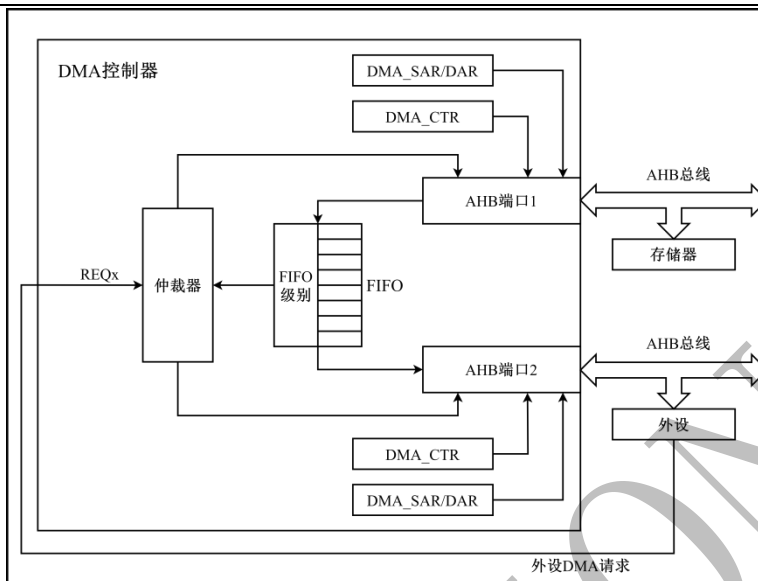 DMA控制器
DMA_SAR/DAR
DMA_CTR
AHB端口1
AHB总线
存储器
REQx
仲裁器
FIFO
级别
FIFO
AHB端口2
AHB总线
外设
DMA_CTR
DMA_SAR/DAR
外设DMA请求